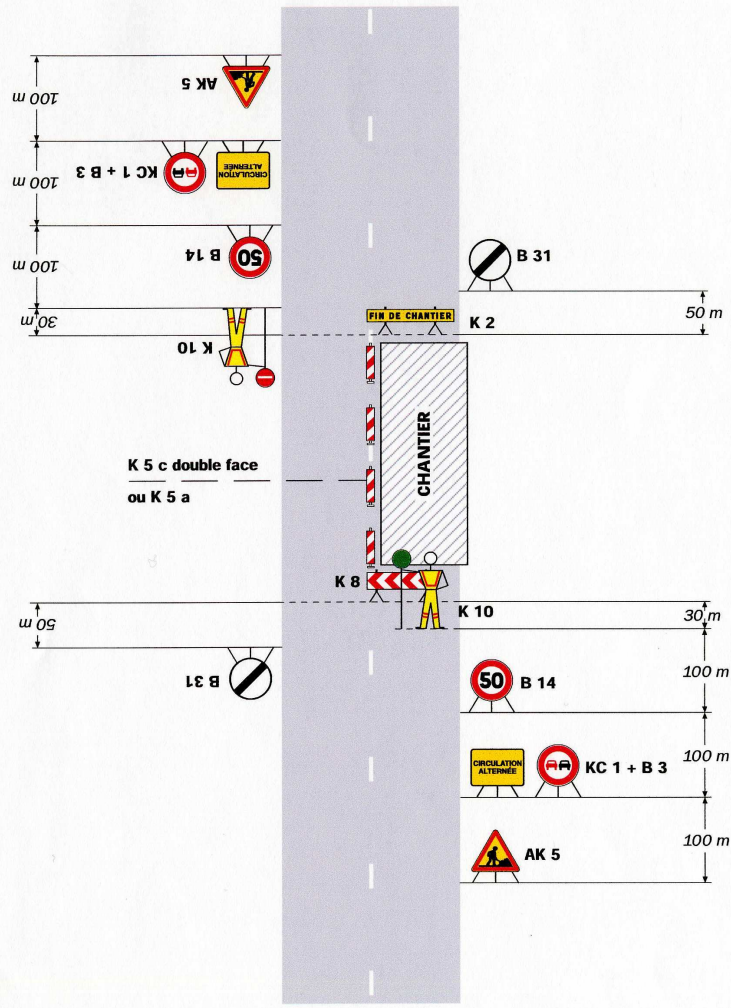 AK 5
100 m
KC 1 + B 3
CIRCULATION
ALTERNÉE
100 m
B 14
50
100 m
B 31
50 m
30 m
K 10
FIN DE CHANTIER
K 2
CHANTIER
K 5 c double face
ou K 5 a
K 8
K 10
30 m
50 m
B 31
50
B 14
100 m
CIRCULATION
ALTERNÉE
KC 1 + B 3
100 m
AK 5
100 m